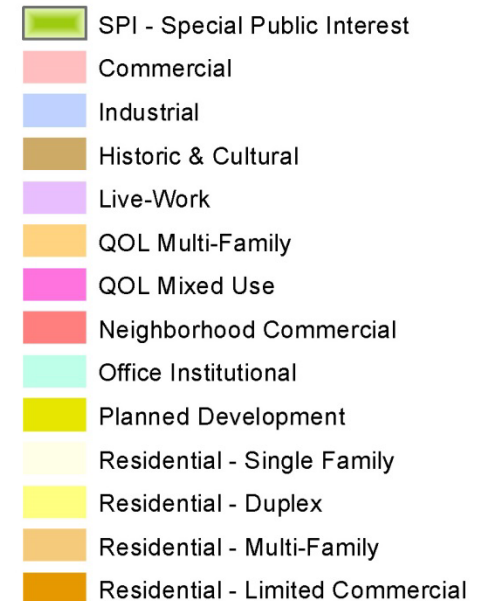 SPI - Special Public Interest
Commercial
Industrial
Historic & Cultural
Live-Work
QOL Multi-Family
QOL Mixed Use
Neighborhood Commercial
Office Institutional
Planned Development
Residential - Single Family
Residential - Duplex
Residential - Multi-Family
Residential - Limited Commercial